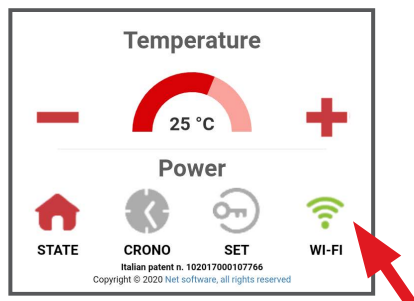 Temperature
25 °C
Power
STATE CRONO SET WI-FI
Italian patent n. 102017000107766
Copyright © 2020 Net software, all rights reserved